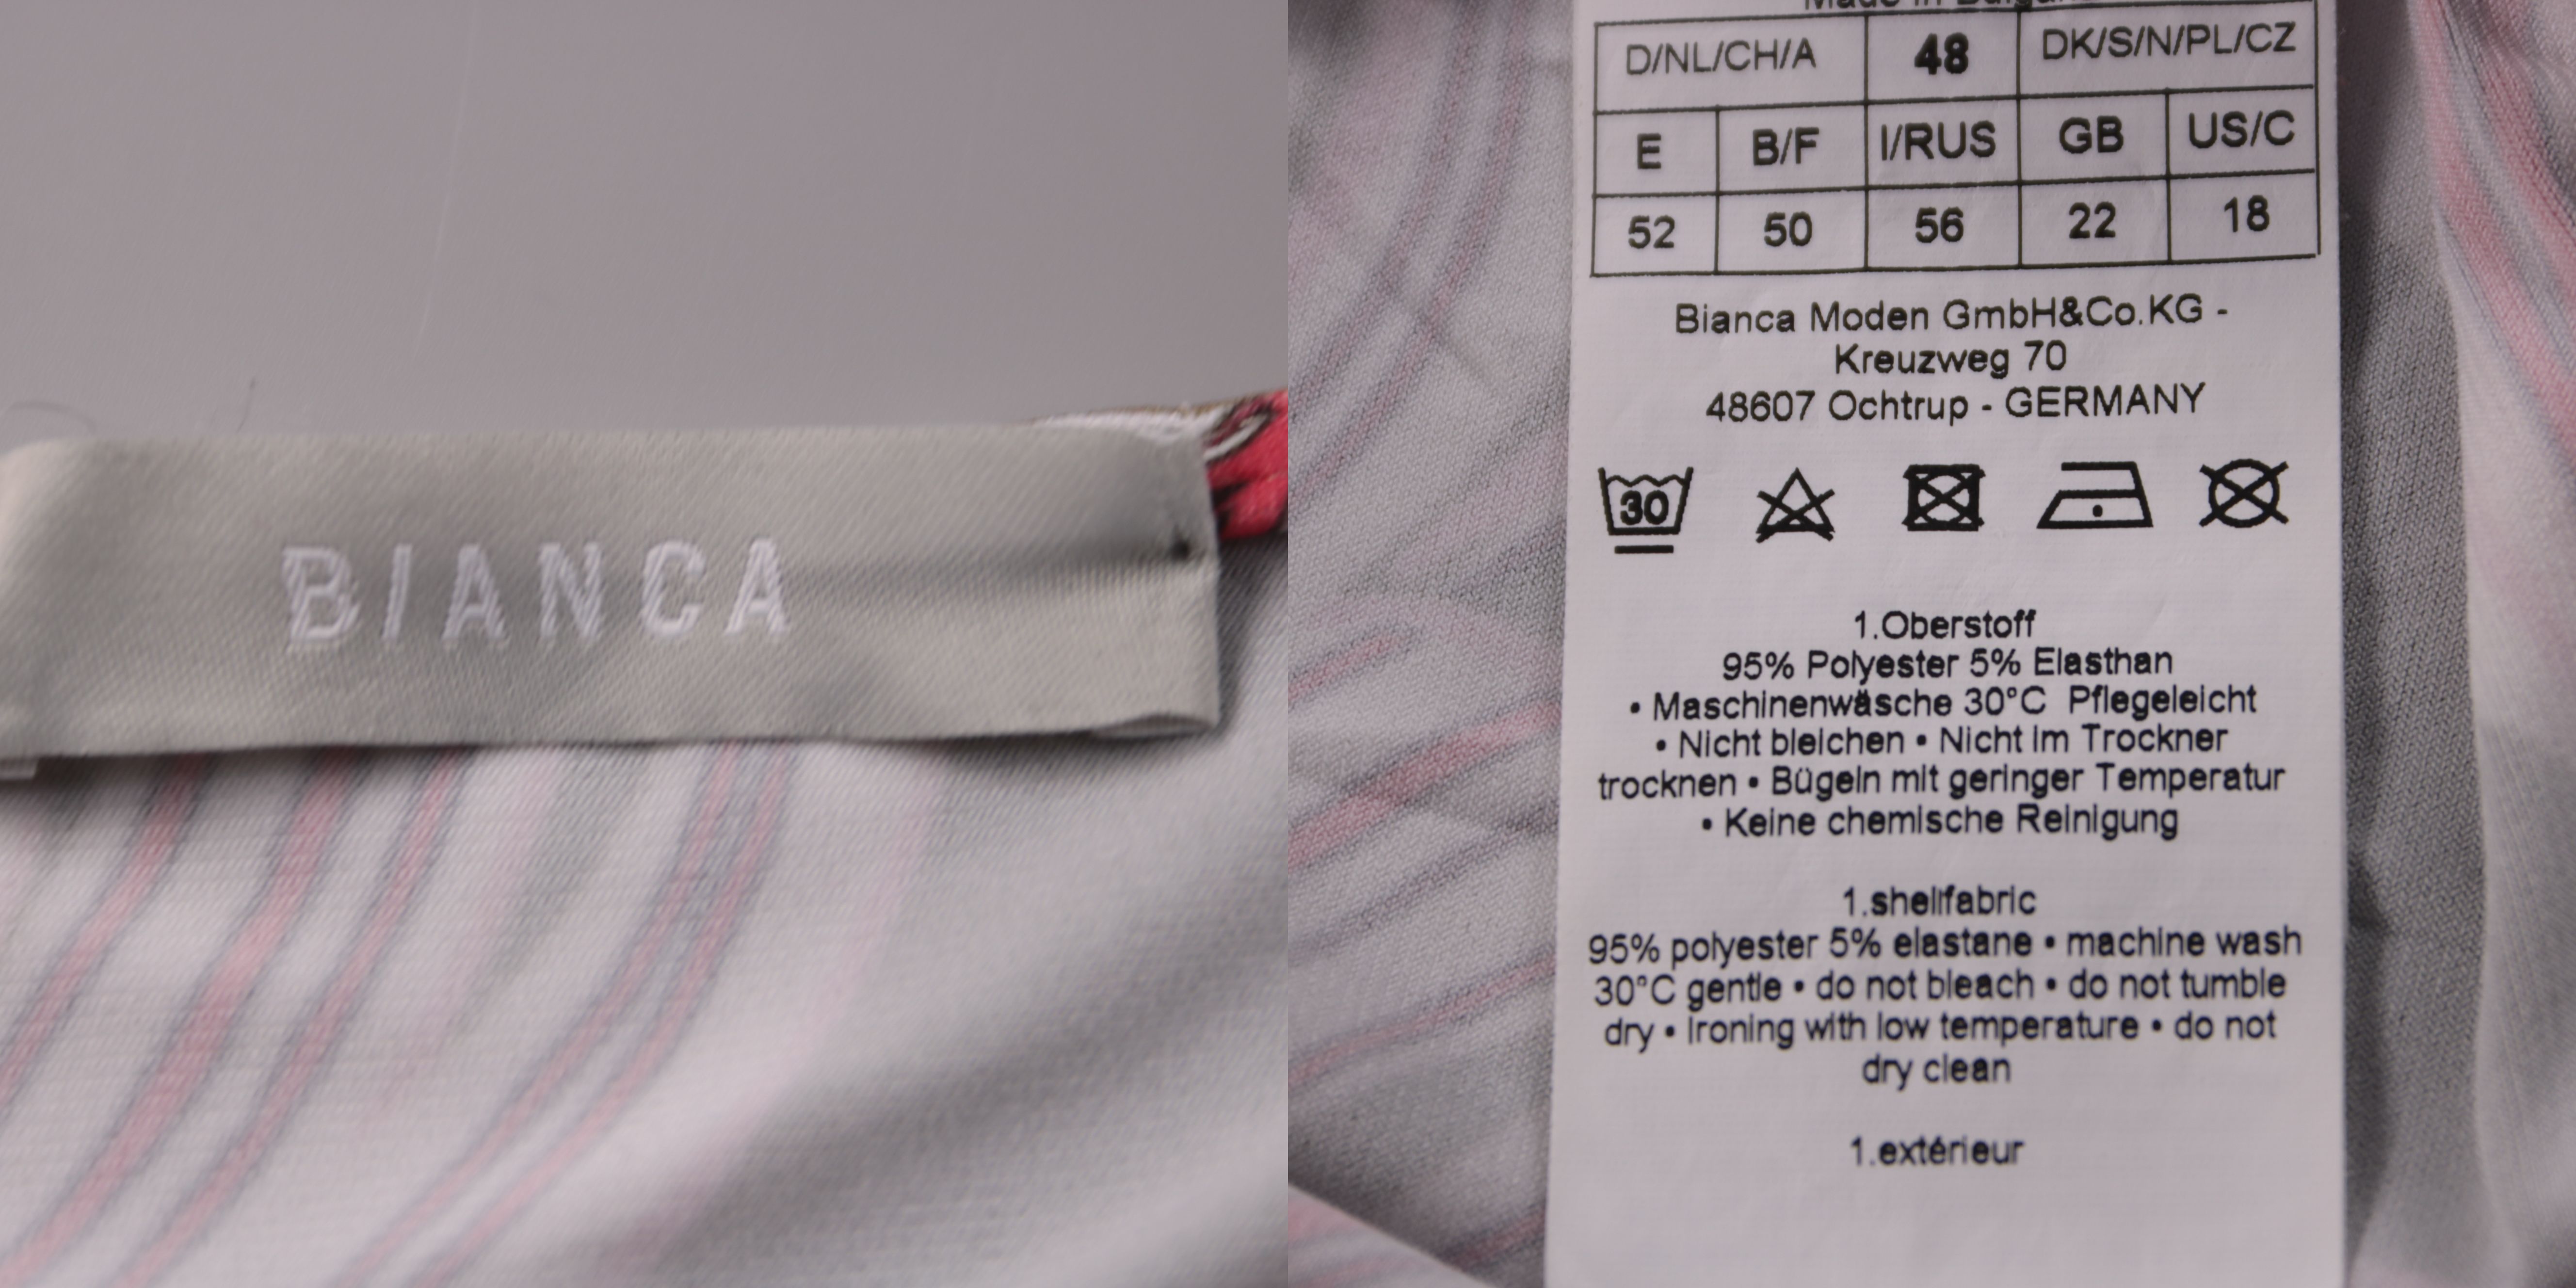 BIANCA
Made in
D/NL/CH/A 48 DK/S/N/PL/CZ
E B/F I/RUS GB US/C
52 50 56 22 18
Bianca Moden GmbH&Co.KG -
Kreuzweg 70
48607 Ochtrup - GERMANY
30
1.Oberstoff
95% Polyester 5% Elasthan
• Maschinenwäsche 30°C Pflegeleicht
• Nicht bleichen • Nicht im Trockner
trocknen • Bügeln mit geringer Temperatur
• Keine chemische Reinigung
1.shellfabric
95% polyester 5% elastane • machine wash
30°C gentle • do not bleach • do not tumble
dry • ironing with low temperature • do not
dry clean
1.extérieur